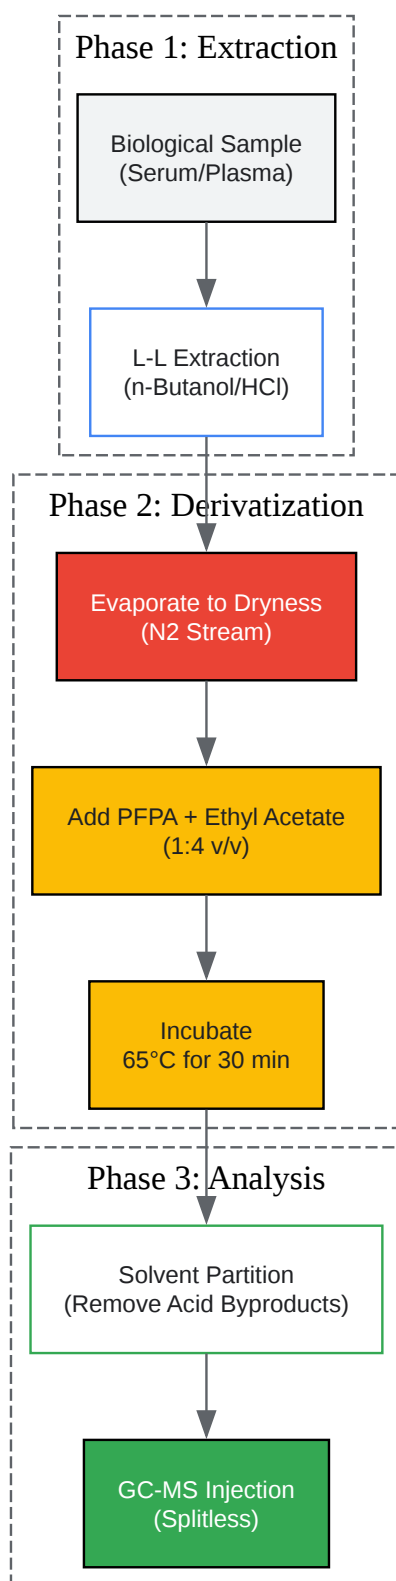 Phase 1: Extraction
Biological Sample
(Serum/Plasma)
L-L Extraction
(n-Butanol/HCl)
Phase 2: Derivatization
Evaporate to Dryness
(N2 Stream)
Add PFPA + Ethyl Acetate
(1:4 v/v)
Incubate
65°C for 30 min
Phase 3: Analysis
Solvent Partition
(Remove Acid Byproducts)
GC-MS Injection
(Splitless)